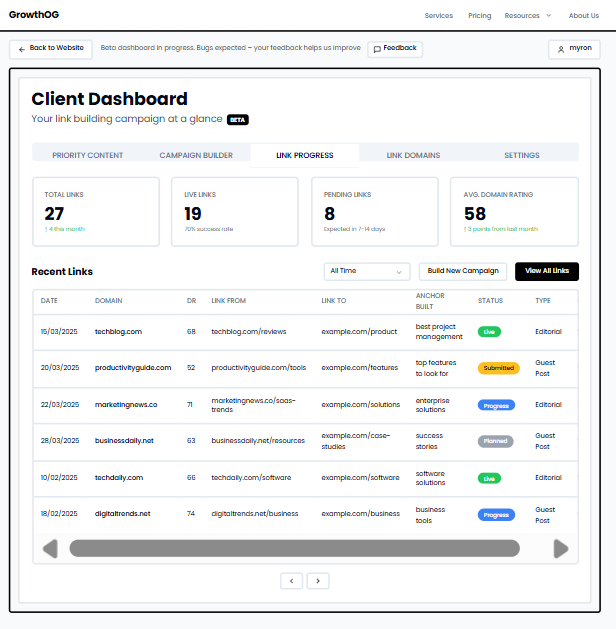 GrowthOG
Services Pricing Resources About Us
Back to Website Beta dashboard in progress. Bugs expected – your feedback helps us improve Feedback myron
Client Dashboard
Your link building campaign at a glance BETA
PRIORITY CONTENT CAMPAIGN BUILDER LINK PROGRESS LINK DOMAINS SETTINGS
TOTAL LINKS LIVE LINKS PENDING LINKS AVG. DOMAIN RATING
27 19 8 58
↑ 4 this month 70% success rate Expected in 7-14 days ↑ 3 points from last month
Recent Links All Time Build New Campaign View All Links
DATE DOMAIN DR LINK FROM LINK TO ANCHOR BUILT STATUS TYPE
15/03/2025 techblog.com 68 techblog.com/reviews example.com/product best project management Live Editorial
20/03/2025 productivityguide.com 52 productivityguide.com/tools example.com/features top features to look for Submitted Guest Post
22/03/2025 marketingnews.co 71 marketingnews.co/saas-trends example.com/solutions enterprise solutions Progress Editorial
28/03/2025 businessdaily.net 63 businessdaily.net/resources example.com/case-studies success stories Planned Guest Post
10/02/2025 techdaily.com 66 techdaily.com/software example.com/software software solutions Live Editorial
18/02/2025 digitaltrends.net 74 digitaltrends.net/business example.com/business business tools Progress Guest Post